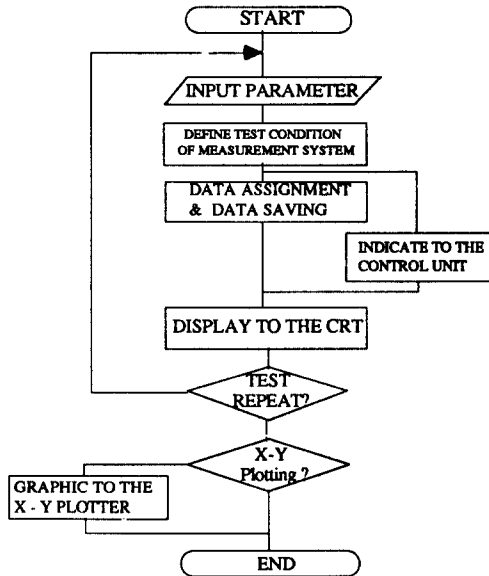 START
INPUT PARAMETER
DEFINE TEST CONDITION
OF MEASUREMENT SYSTEM
DATA ASSIGNMENT
& DATA SAVING
INDICATE TO THE
CONTROL UNIT
DISPLAY TO THE CRT
TEST
REPEAT?
X-Y
Plotting ?
GRAPHIC TO THE
X - Y PLOTTER
END